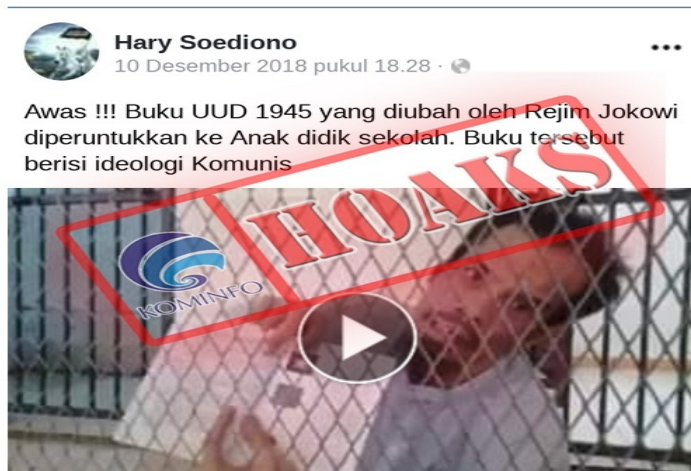 Hary Soediono
10 Desember 2018 pukul 18.28 ·
Awas !!! Buku UUD 1945 yang diubah oleh Rejim Jokowi
diperuntukkan ke Anak didik sekolah. Buku tersebut
berisi ideologi Komunis
HOAKS
KOMINFO